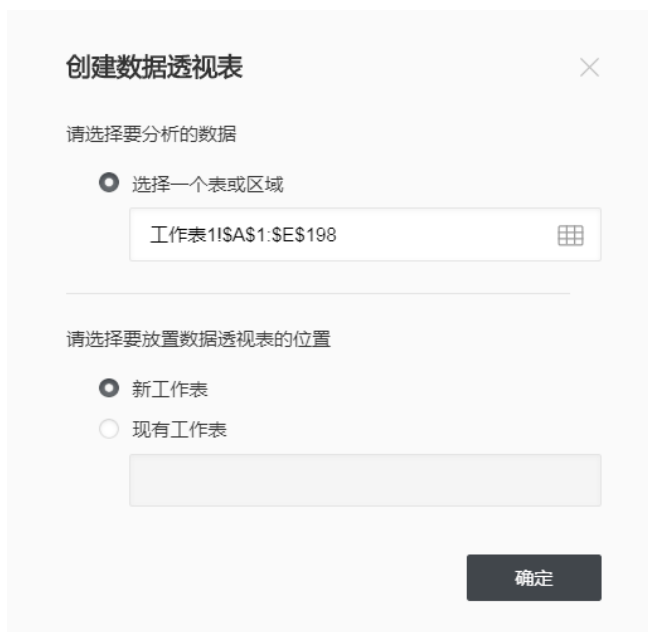 创建数据透视表
请选择要分析的数据
选择一个表或区域
工作表1!$A$1:$E$198
请选择要放置数据透视表的位置
新工作表
现有工作表
确定